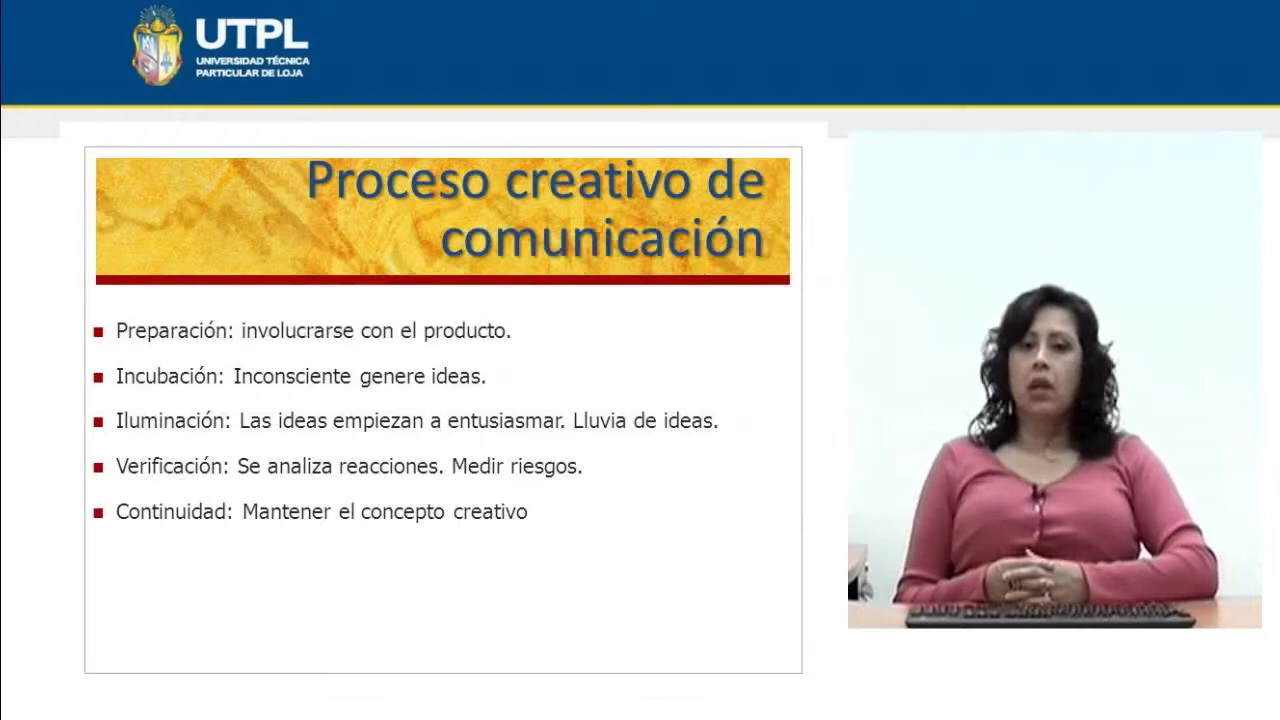 UTPL
UNIVERSIDAD TÉCNICA
PARTICULAR DE LOJA
Proceso creativo de
comunicación
Preparación: involucrarse con el producto.
Incubación: Inconsciente genere ideas.
Iluminación: Las ideas empiezan a entusiasmar. Lluvia de ideas.
Verificación: Se analiza reacciones. Medir riesgos.
Continuidad: Mantener el concepto creativo